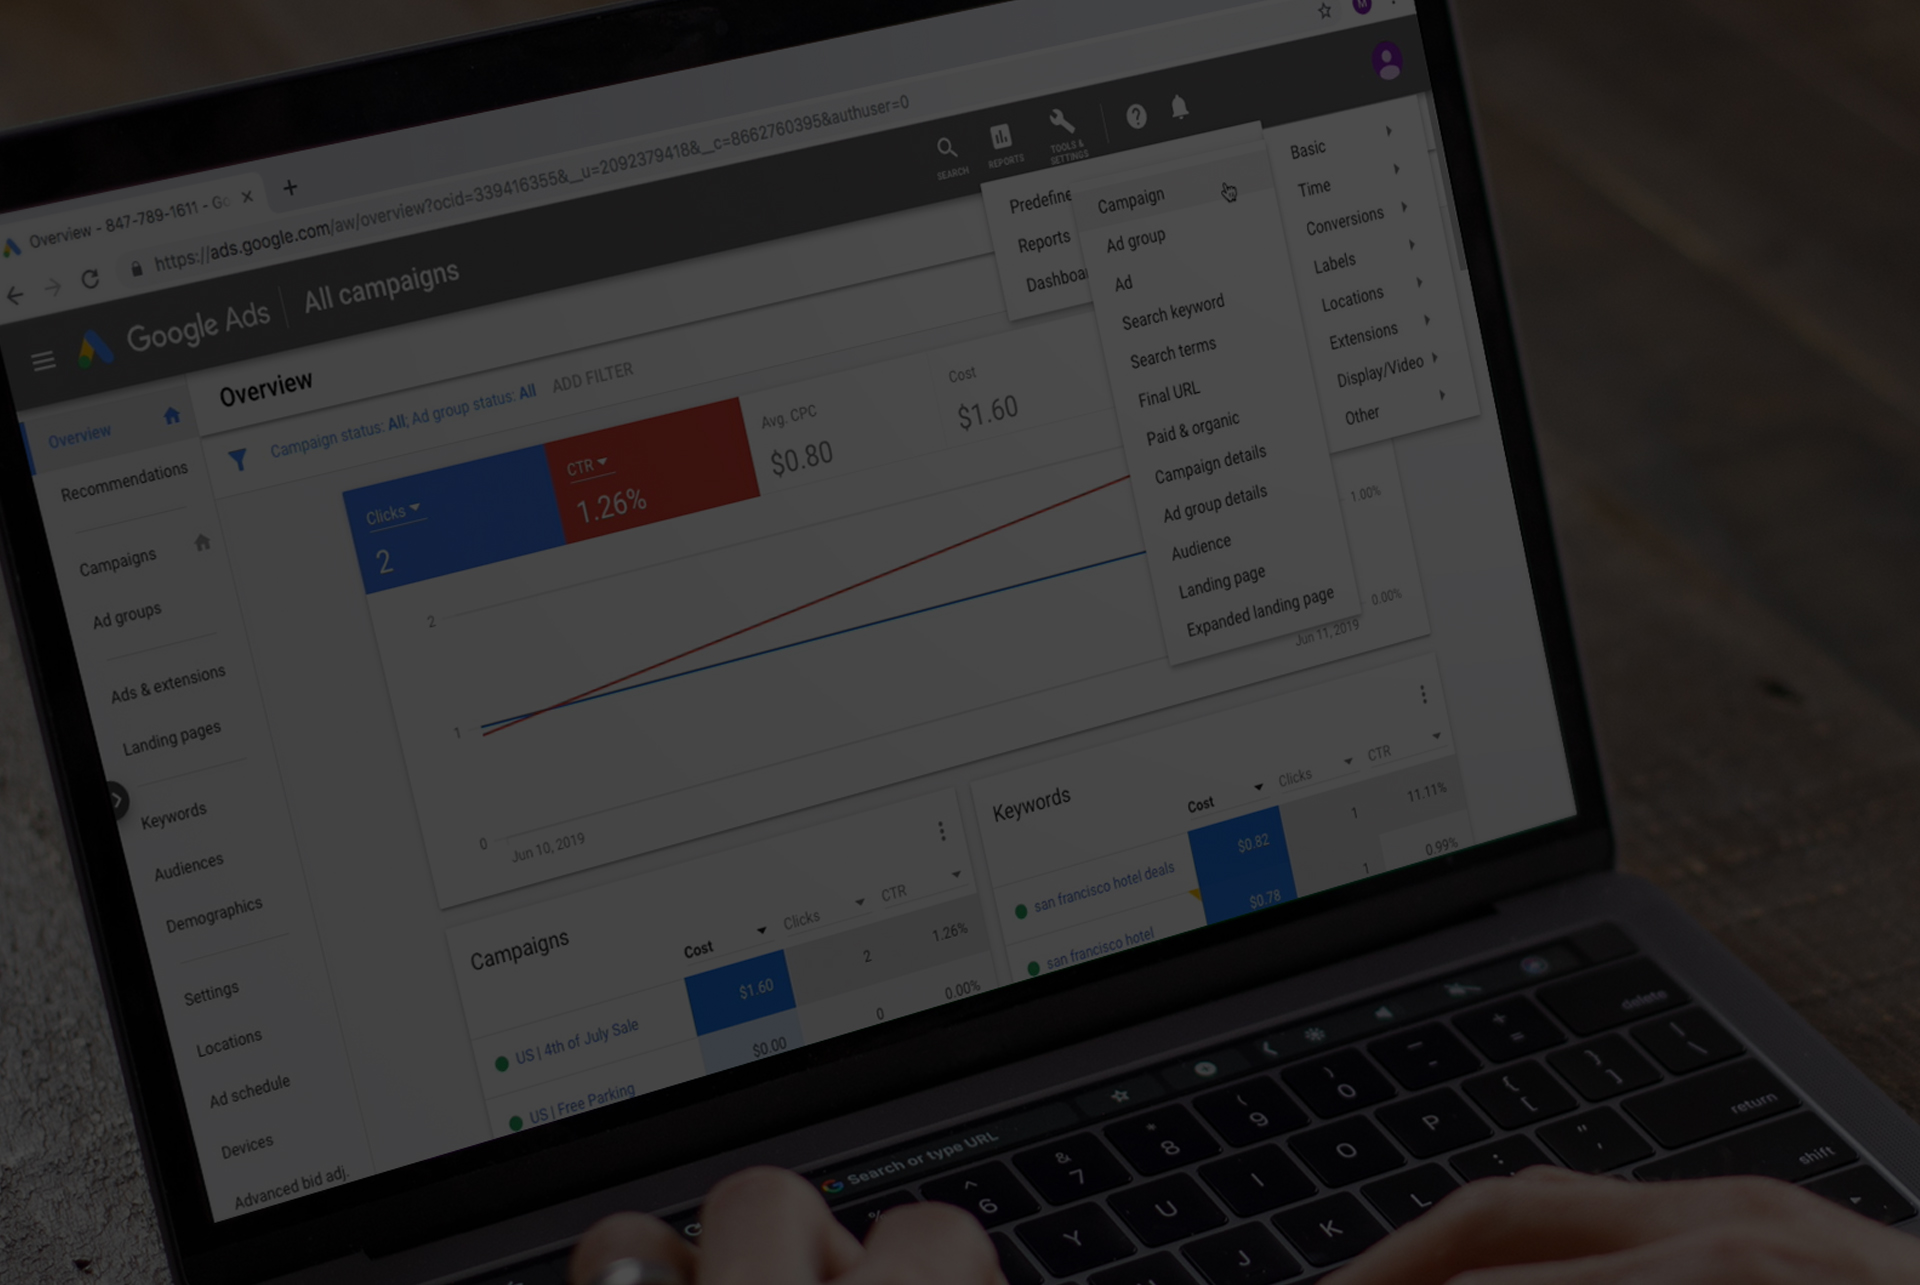 Overview - 847-789-1611 - Go
https://ads.google.com/aw/overview?ocid=339416355&__u=2092379418&__c=8662760395&authuser=0
M
Google Ads
All campaigns
SEARCH
REPORTS
TOOLS &
SETTINGS
Predefine
Reports
Dashboa
Campaign
Ad group
Ad
Search keyword
Search terms
Final URL
Paid & organic
Campaign details
Ad group details
Audience
Landing page
Expanded landing page
Basic
Time
Conversions
Labels
Locations
Extensions
Display/Video
Other
Overview
Recommendations
Campaigns
Ad groups
Ads & extensions
Landing pages
Keywords
Audiences
Demographics
Settings
Locations
Ad schedule
Devices
Advanced bid adj.
Overview
Campaign status: All; Ad group status: All
ADD FILTER
Clicks
2
CTR
1.26%
Avg. CPC
$0.80
Cost
$1.60
2
1
0
1.00%
0.00%
Jun 10, 2019
Jun 11, 2019
Campaigns
Cost
Clicks
CTR
US | 4th of July Sale
$1.60
2
1.26%
US | Free Parking
$0.00
0
0.00%
Keywords
Cost
Clicks
CTR
san francisco hotel deals
$0.82
1
11.11%
san francisco hotel
$0.78
1
0.99%
Search or type URL
delete
return
shift
^ 6
& 7
* 8
( 9
) 0
_ -
+ =
Y
U
I
O
P
{ [
} ]
| \
J
K
L
: ;
" '
%